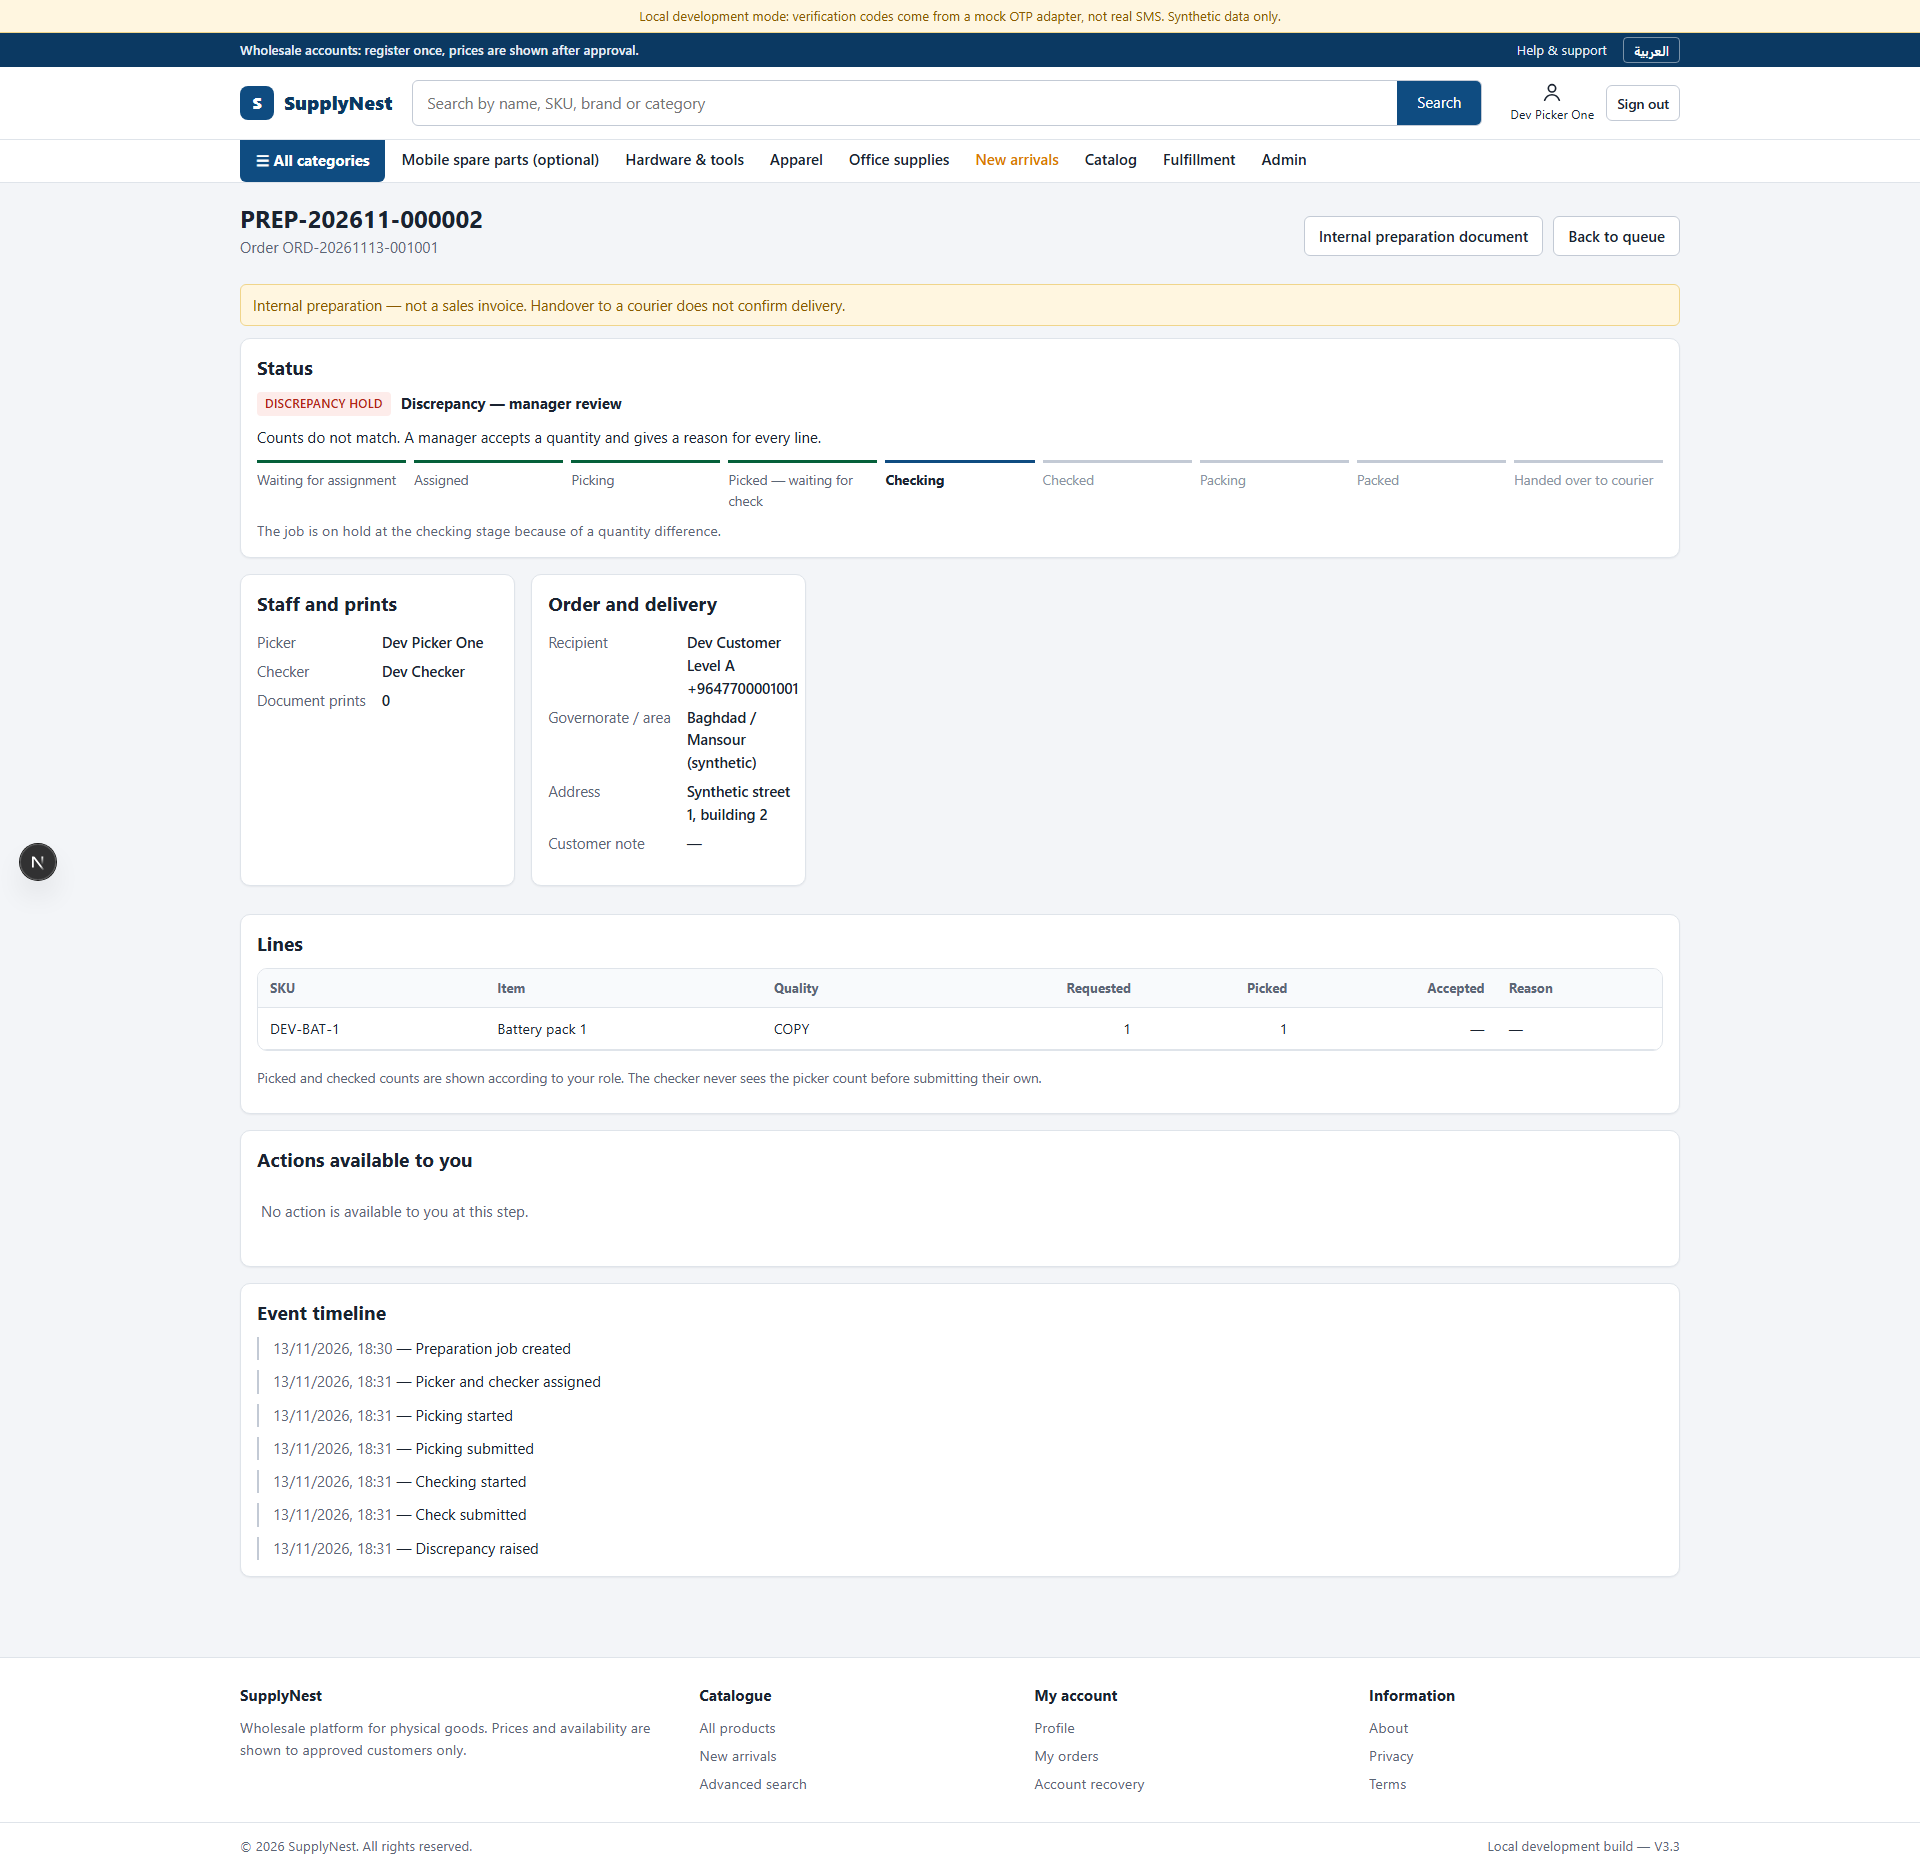 Local development mode: verification codes come from a mock OTP adapter, not real SMS. Synthetic data only.
Wholesale accounts: register once, prices are shown after approval.
Help & support
العربية
S
SupplyNest
Search by name, SKU, brand or category
Search
Dev Picker One
Sign out
☰ All categories
Mobile spare parts (optional)
Hardware & tools
Apparel
Office supplies
New arrivals
Catalog
Fulfillment
Admin
PREP-202611-000002
Order ORD-20261113-001001
Internal preparation document
Back to queue
Internal preparation — not a sales invoice. Handover to a courier does not confirm delivery.
Status
DISCREPANCY HOLD
Discrepancy — manager review
Counts do not match. A manager accepts a quantity and gives a reason for every line.
Waiting for assignment
Assigned
Picking
Picked — waiting for
check
Checking
Checked
Packing
Packed
Handed over to courier
The job is on hold at the checking stage because of a quantity difference.
Staff and prints
Picker
Dev Picker One
Checker
Dev Checker
Document prints
0
Order and delivery
Recipient
Dev Customer
Level A
+9647700001001
Governorate / area
Baghdad /
Mansour
(synthetic)
Address
Synthetic street
1, building 2
Customer note
—
N
Lines
SKU Item Quality Requested Picked Accepted Reason
DEV-BAT-1 Battery pack 1 COPY 1 1 — —
Picked and checked counts are shown according to your role. The checker never sees the picker count before submitting their own.
Actions available to you
No action is available to you at this step.
Event timeline
13/11/2026, 18:30 — Preparation job created
13/11/2026, 18:31 — Picker and checker assigned
13/11/2026, 18:31 — Picking started
13/11/2026, 18:31 — Picking submitted
13/11/2026, 18:31 — Checking started
13/11/2026, 18:31 — Check submitted
13/11/2026, 18:31 — Discrepancy raised
SupplyNest
Wholesale platform for physical goods. Prices and availability are
shown to approved customers only.
Catalogue
All products
New arrivals
Advanced search
My account
Profile
My orders
Account recovery
Information
About
Privacy
Terms
© 2026 SupplyNest. All rights reserved.
Local development build — V3.3